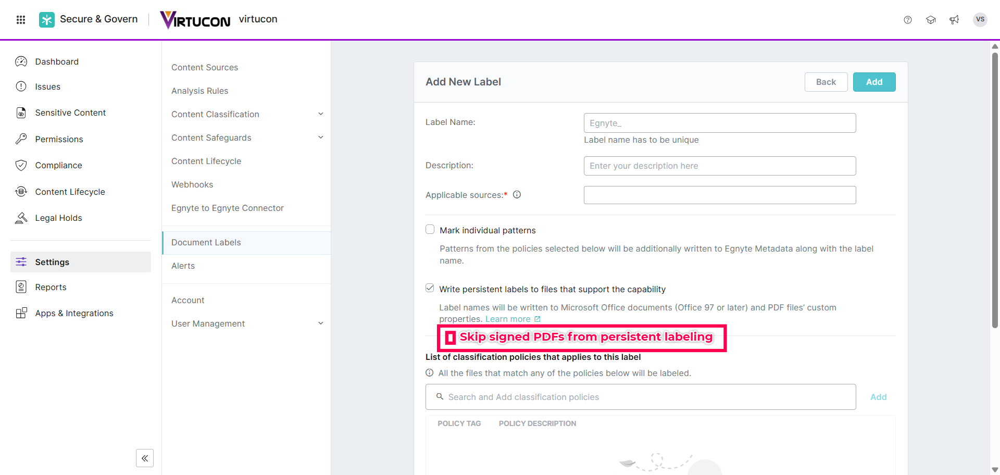 Secure & Govern
VIRTUCON
virtucon
VS
Dashboard
Issues
Sensitive Content
Permissions
Compliance
Content Lifecycle
Legal Holds
Settings
Reports
Apps & Integrations
Content Sources
Analysis Rules
Content Classification
Content Safeguards
Content Lifecycle
Webhooks
Egnyte to Egnyte Connector
Document Labels
Alerts
Account
User Management
Add New Label
Back
Add
Label Name:
Egnyte_
Label name has to be unique
Description:
Enter your description here
Applicable sources:*
Mark individual patterns
Patterns from the policies selected below will be additionally written to Egnyte Metadata along with the label
name.
Write persistent labels to files that support the capability
Label names will be written to Microsoft Office documents (Office 97 or later) and PDF files’ custom
properties. Learn more
Skip signed PDFs from persistent labeling
List of classification policies that applies to this label
All the files that match any of the policies below will be labeled.
Search and Add classification policies
Add
POLICY TAG
POLICY DESCRIPTION